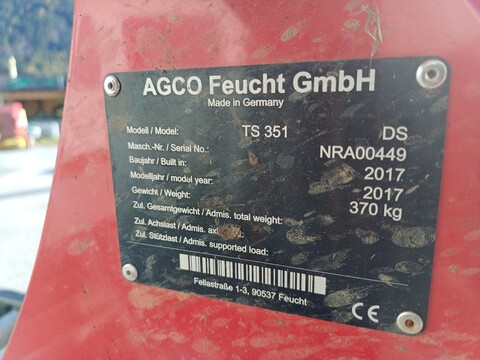 AGCO Feucht GmbH
Made in Germany
Modell / Model: TS 351 DS
Masch.-Nr. / Serial No.: NRA00449
Baujahr / Built in: 2017
Modelljahr / model year: 2017
Gewicht / Weight: 370 kg
Zul. Gesamtgewicht / Admis. total weight:
Zul. Achslast / Admis. axl
Zul. Stützlast / Admis. supported load:
Fellastraße 1-3, 90537 Feucht
CE